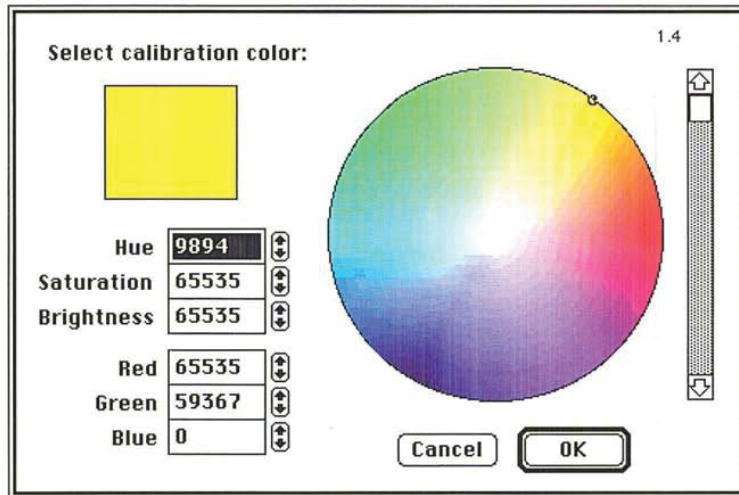 1.4
Select calibration color:
Hue 9894
Saturation 65535
Brightness 65535
Red 65535
Green 59367
Blue 0
Cancel OK